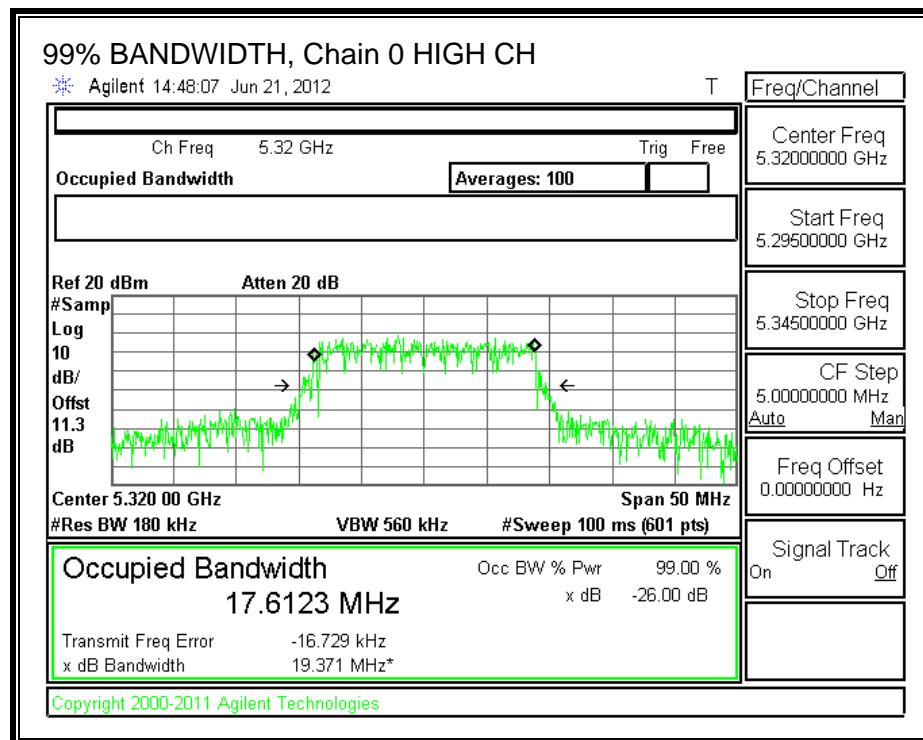 99% BANDWIDTH, Chain 0 HIGH CH
Agilent 14:48:07 Jun 21, 2012 T
Freq/Channel
Ch Freq 5.32 GHz Trig Free
Occupied Bandwidth Averages: 100
Center Freq
5.32000000 GHz
Start Freq
5.29500000 GHz
Stop Freq
5.34500000 GHz
CF Step
5.00000000 MHz
Auto Man
Freq Offset
0.00000000 Hz
Signal Track
On Off
Ref 20 dBm Atten 20 dB
#Samp
Log
10
dB/
Offst
11.3
dB
Center 5.320 00 GHz Span 50 MHz
#Res BW 180 kHz VBW 560 kHz #Sweep 100 ms (601 pts)
Occupied Bandwidth
17.6123 MHz
Occ BW % Pwr 99.00 %
x dB -26.00 dB
Transmit Freq Error -16.729 kHz
x dB Bandwidth 19.371 MHz*
Copyright 2000-2011 Agilent Technologies